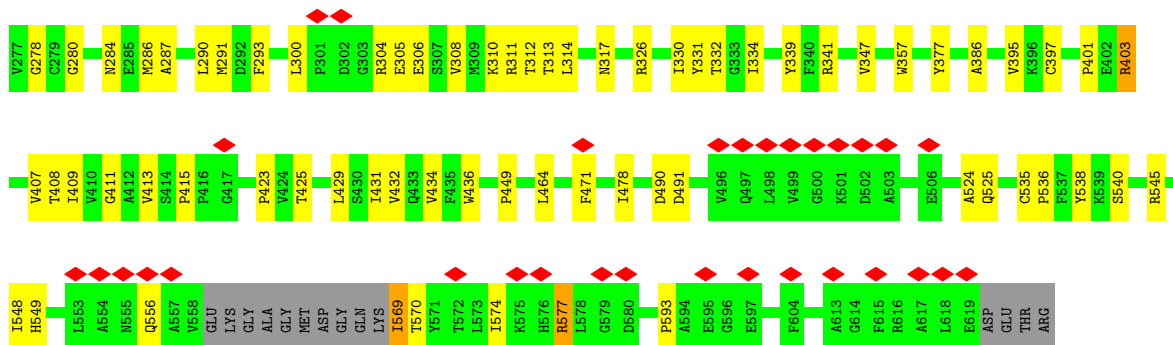 V277 G278 C279 G280 N284 E285 M286 A287 L290 M291 D292 F293 L300 P301 D302 G303 R304 E305 E306 S307 V308 M309 K310 R311 T312 T313 L314 N317 R326 I330 Y331 T332 G333 I334 Y339 F340 R341 V347 W357 Y377 A386 V395 K396 C397 P401 E402 R403
V407 T408 I409 V410 G411 A412 V413 S414 P415 P416 G417 P423 V424 T425 L429 S430 I431 V432 Q433 V434 F435 W436 P449 L464 F471 I478 D490 D491 V496 Q497 L498 V499 G500 K501 D502 A503 E506 A524 Q525 C535 P536 F537 Y538 K539 S540 R545
I548 H549 L553 A554 N555 Q556 A557 V558 GLU LYS GLY ALA GLY MET ASP GLY GLN LYS I569 T570 Y571 T572 L573 I574 K575 H576 R577 L578 G579 D580 P593 A594 E595 G596 E597 F604 A613 G614 F615 R616 A617 L618 E619 ASP GLU THR ARG